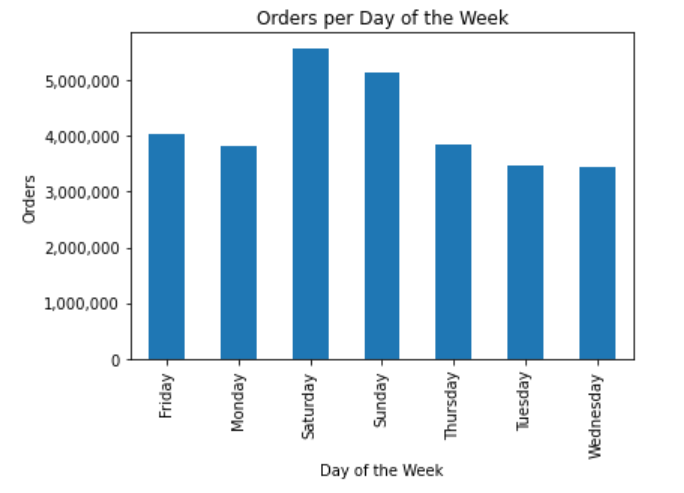 Orders per Day of the Week
5,000,000
4,000,000
3,000,000
2,000,000
1,000,000
0
Orders
Friday
Monday
Saturday
Sunday
Thursday
Tuesday
Wednesday
Day of the Week